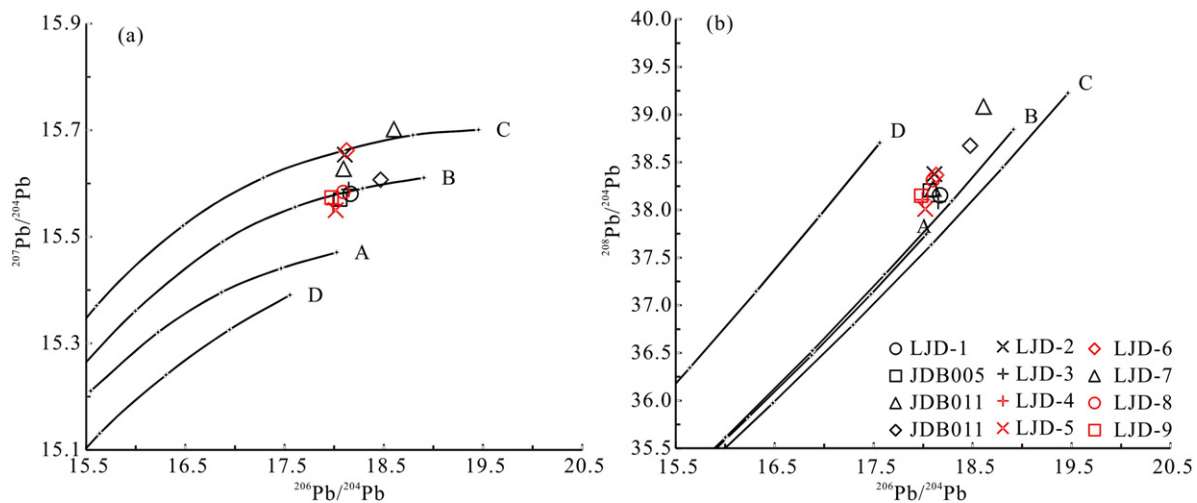 (a)
15.9
15.7
15.5
15.3
15.1
²⁰⁷Pb/²⁰⁴Pb
C
B
A
D
15.5 16.5 17.5 18.5 19.5 20.5
²⁰⁶Pb/²⁰⁴Pb
(b)
40.0
39.5
39.0
38.5
38.0
37.5
37.0
36.5
36.0
35.5
²⁰⁸Pb/²⁰⁴Pb
D
C
B
A
LJD-1 LJD-2 LJD-6
JDB005 LJD-3 LJD-7
JDB011 LJD-4 LJD-8
JDB011 LJD-5 LJD-9
15.5 16.5 17.5 18.5 19.5 20.5
²⁰⁶Pb/²⁰⁴Pb